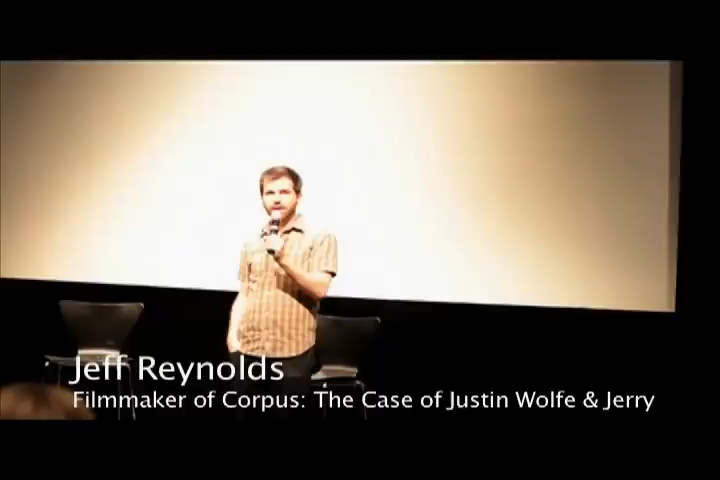 Jeff Reynolds
Filmmaker of Corpus: The Case of Justin Wolfe & Jerry